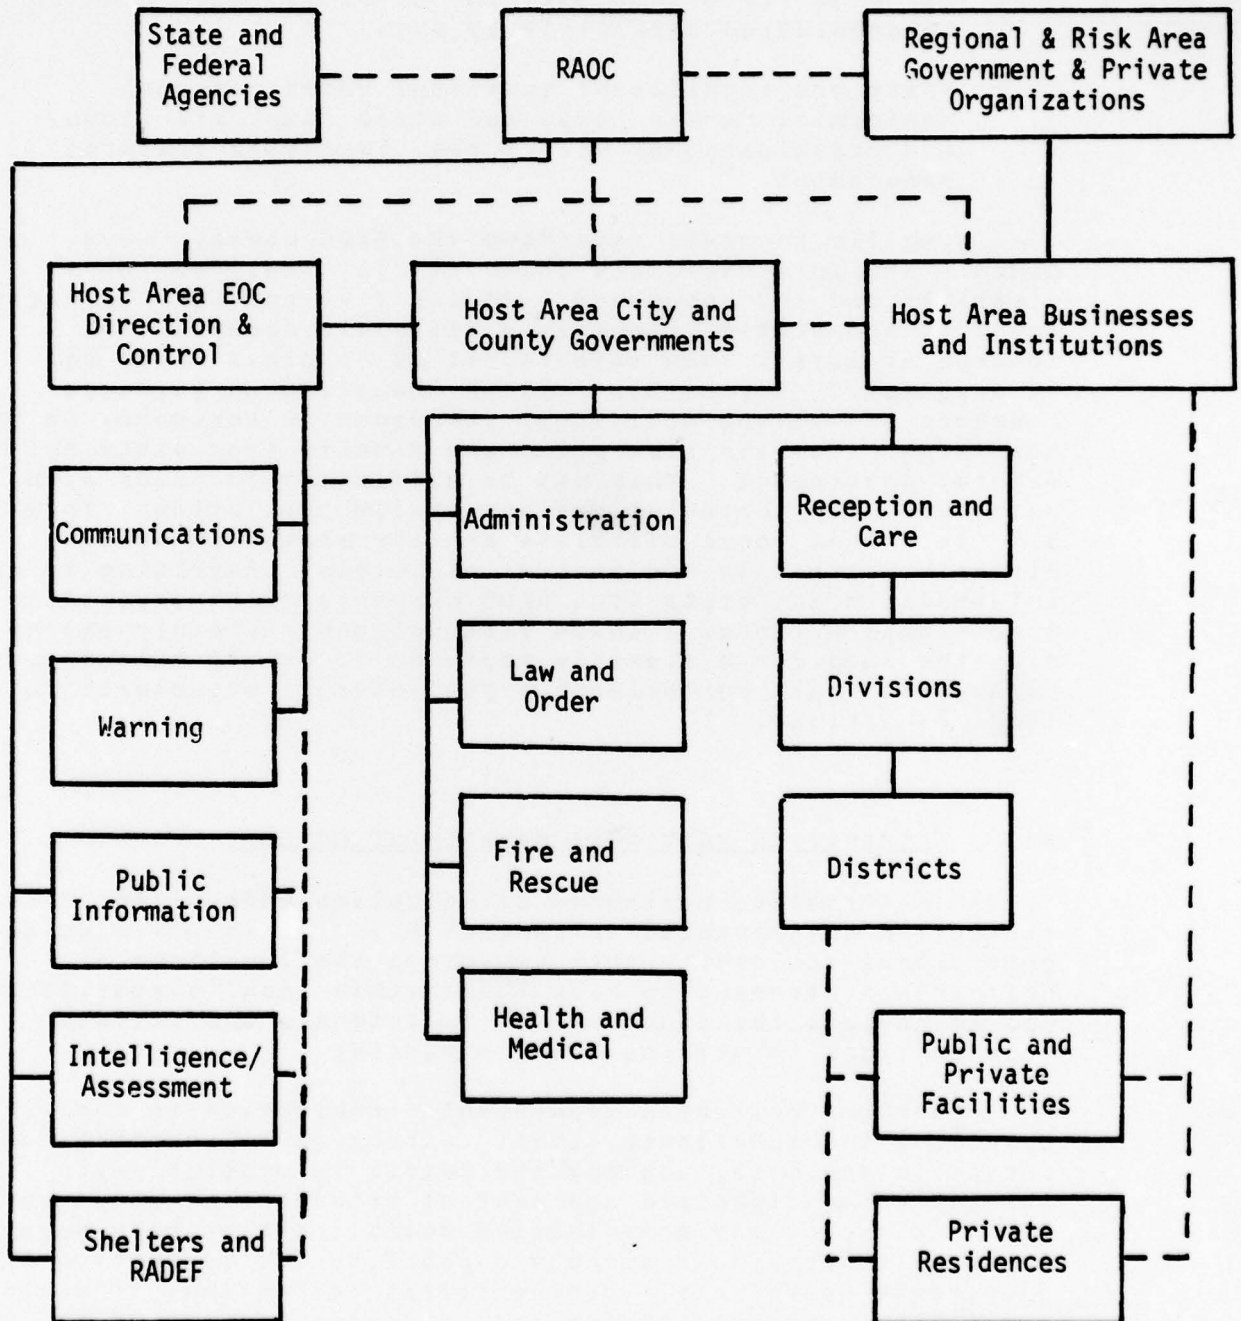 State and
Federal
Agencies
RAOC
Regional & Risk Area
Government & Private
Organizations
Host Area EOC
Direction &
Control
Host Area City and
County Governments
Host Area Businesses
and Institutions
Communications
Administration
Reception and
Care
Warning
Law and
Order
Divisions
Public
Information
Fire and
Rescue
Districts
Intelligence/
Assessment
Health and
Medical
Public and
Private
Facilities
Shelters and
RADEF
Private
Residences